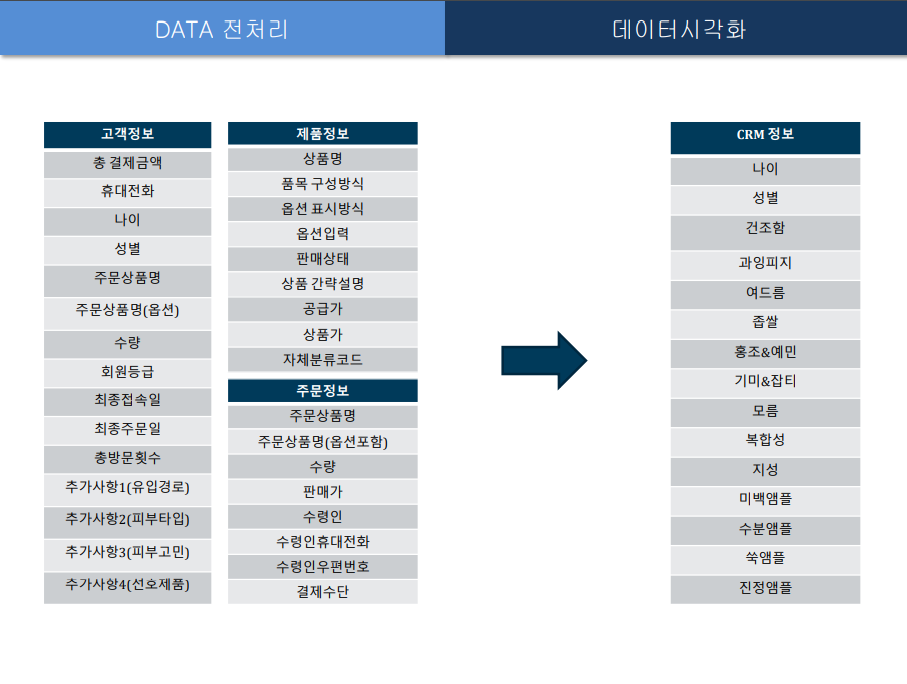 DATA 전처리
데이터시각화
고객정보
총 결제금액
휴대전화
나이
성별
주문상품명
주문상품명(옵션)
수량
회원등급
최종접속일
최종주문일
총방문횟수
추가사항1(유입경로)
추가사항2(피부타입)
추가사항3(피부고민)
추가사항4(선호제품)
제품정보
상품명
품목 구성방식
옵션 표시방식
옵션입력
판매상태
상품 간략설명
공급가
상품가
자체분류코드
주문정보
주문상품명
주문상품명(옵션포함)
수량
판매가
수령인
수령인휴대전화
수령인우편번호
결제수단
CRM 정보
나이
성별
건조함
과잉피지
여드름
좁쌀
홍조&예민
기미&잡티
모름
복합성
지성
미백앰플
수분앰플
쑥앰플
진정앰플